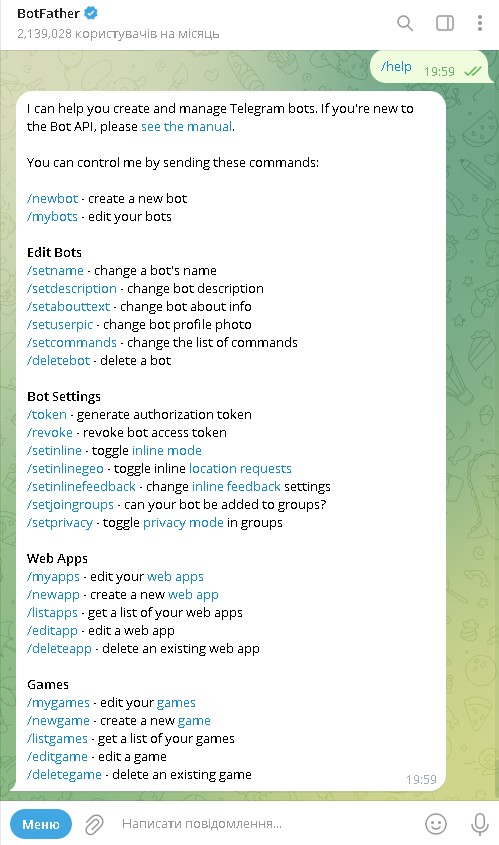 BotFather
2,139,028 користувачів на місяць
/help 19:59
I can help you create and manage Telegram bots. If you're new to
the Bot API, please see the manual.
You can control me by sending these commands:
/newbot - create a new bot
/mybots - edit your bots
Edit Bots
/setname - change a bot's name
/setdescription - change bot description
/setabouttext - change bot about info
/setuserpic - change bot profile photo
/setcommands - change the list of commands
/deletebot - delete a bot
Bot Settings
/token - generate authorization token
/revoke - revoke bot access token
/setinline - toggle inline mode
/setinlinegeo - toggle inline location requests
/setinlinefeedback - change inline feedback settings
/setjoingroups - can your bot be added to groups?
/setprivacy - toggle privacy mode in groups
Web Apps
/myapps - edit your web apps
/newapp - create a new web app
/listapps - get a list of your web apps
/editapp - edit a web app
/deleteapp - delete an existing web app
Games
/mygames - edit your games
/newgame - create a new game
/listgames - get a list of your games
/editgame - edit a game
/deletegame - delete an existing game
19:59
Меню
Написати повідомлення...